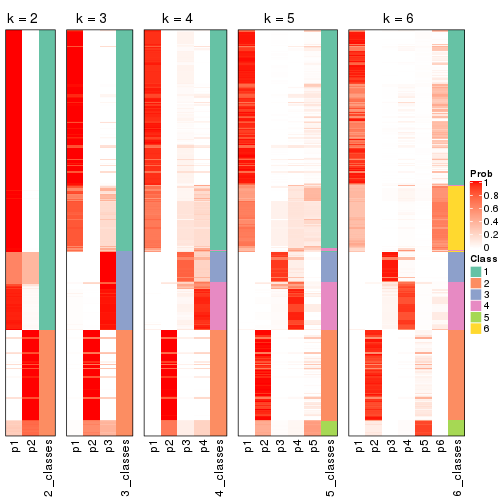 k = 2
k = 3
k = 4
k = 5
k = 6
p1
p2
2_classes
p1
p2
p3
3_classes
p1
p2
p3
p4
4_classes
p1
p2
p3
p4
p5
5_classes
p1
p2
p3
p4
p5
p6
6_classes
Prob
1
0.8
0.6
0.4
0.2
0
Class
1
2
3
4
5
6